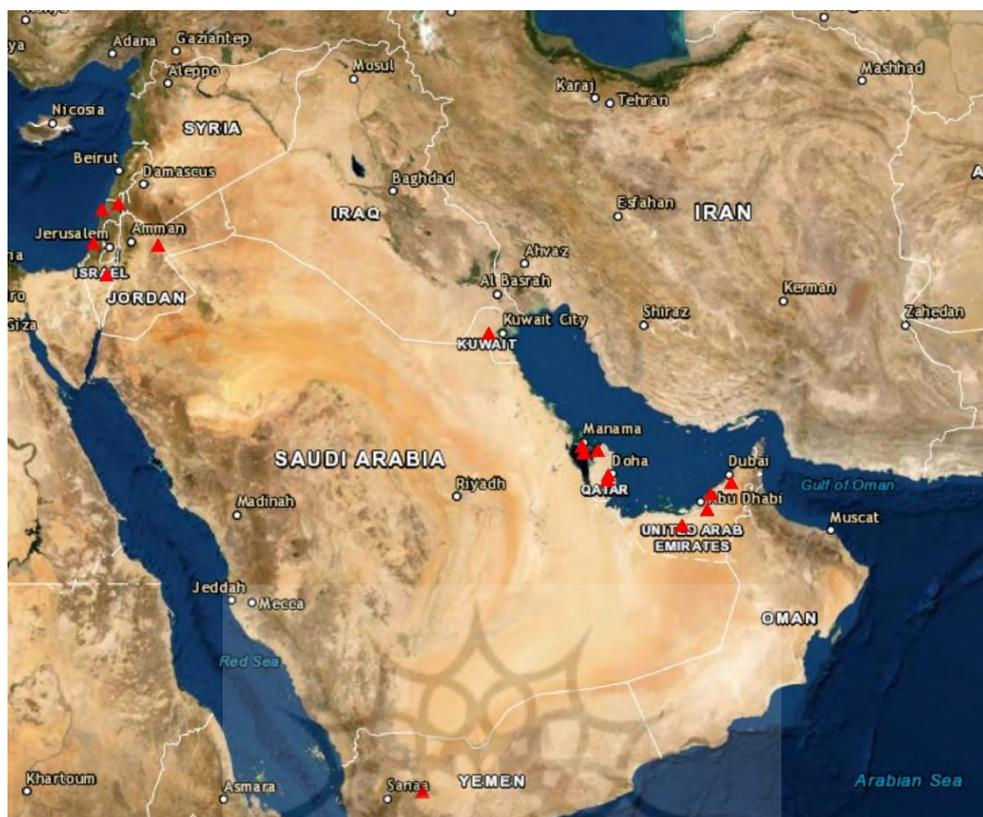 Adana
Gaziantep
Aleppo
Mosul
Mashhad
Karaj
Tehran
Nicosia
SYRIA
Beirut
Damascus
Baghdad
Esfahan
IRAQ
IRAN
Jerusalem
Amman
Ahvaz
ISRAEL
Al Basrah
JORDAN
Kerman
Giza
Kuwait City
Shiraz
Zahedan
KUWAIT
Manama
SAUDI ARABIA
Doha
Dubai
Riyadh
QATAR
Gulf of Oman
Madinah
Abu Dhabi
Muscat
UNITED ARAB
EMIRATES
Jeddah
Mecca
OMAN
Red Sea
Khartoum
Asmara
Sanaa
YEMEN
Arabian Sea